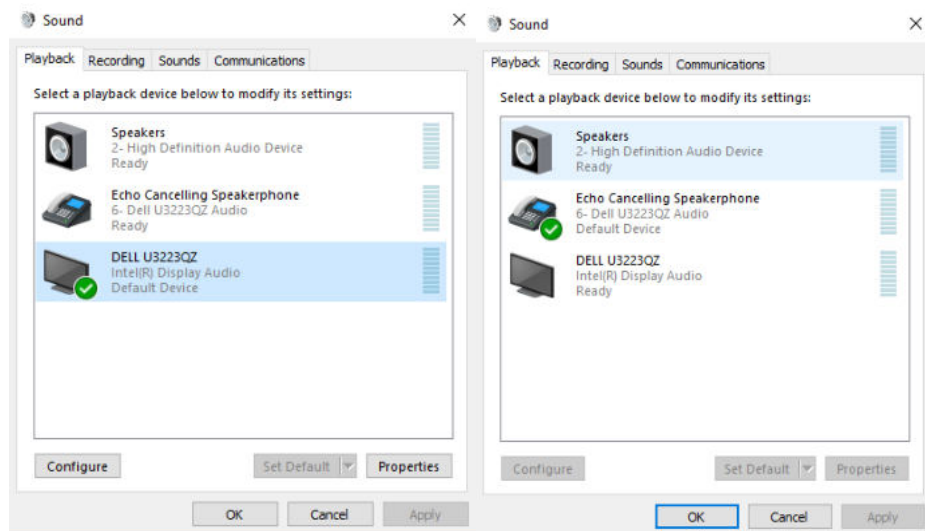 Sound
Playback Recording Sounds Communications
Select a playback device below to modify its settings:
Speakers
2- High Definition Audio Device
Ready
Echo Cancelling Speakerphone
6- Dell U3223QZ Audio
Ready
DELL U3223QZ
Intel(R) Display Audio
Default Device
Configure Set Default Properties
OK Cancel Apply
Sound
Playback Recording Sounds Communications
Select a playback device below to modify its settings:
Speakers
2- High Definition Audio Device
Ready
Echo Cancelling Speakerphone
6- Dell U3223QZ Audio
Default Device
DELL U3223QZ
Intel(R) Display Audio
Ready
Configure Set Default Properties
OK Cancel Apply